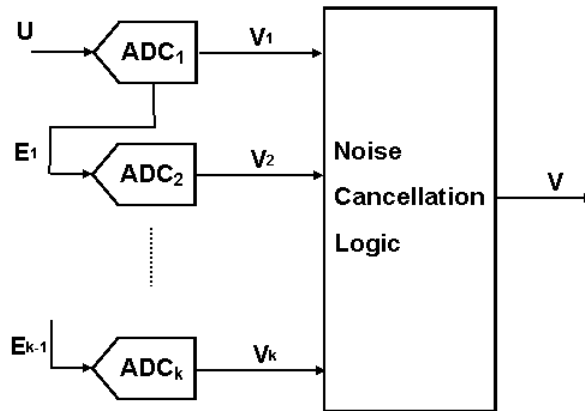 U
ADC₁
V₁
E₁
ADC₂
V₂
Noise
Cancellation
Logic
V
Eₖ₋₁
ADCₖ
Vₖ